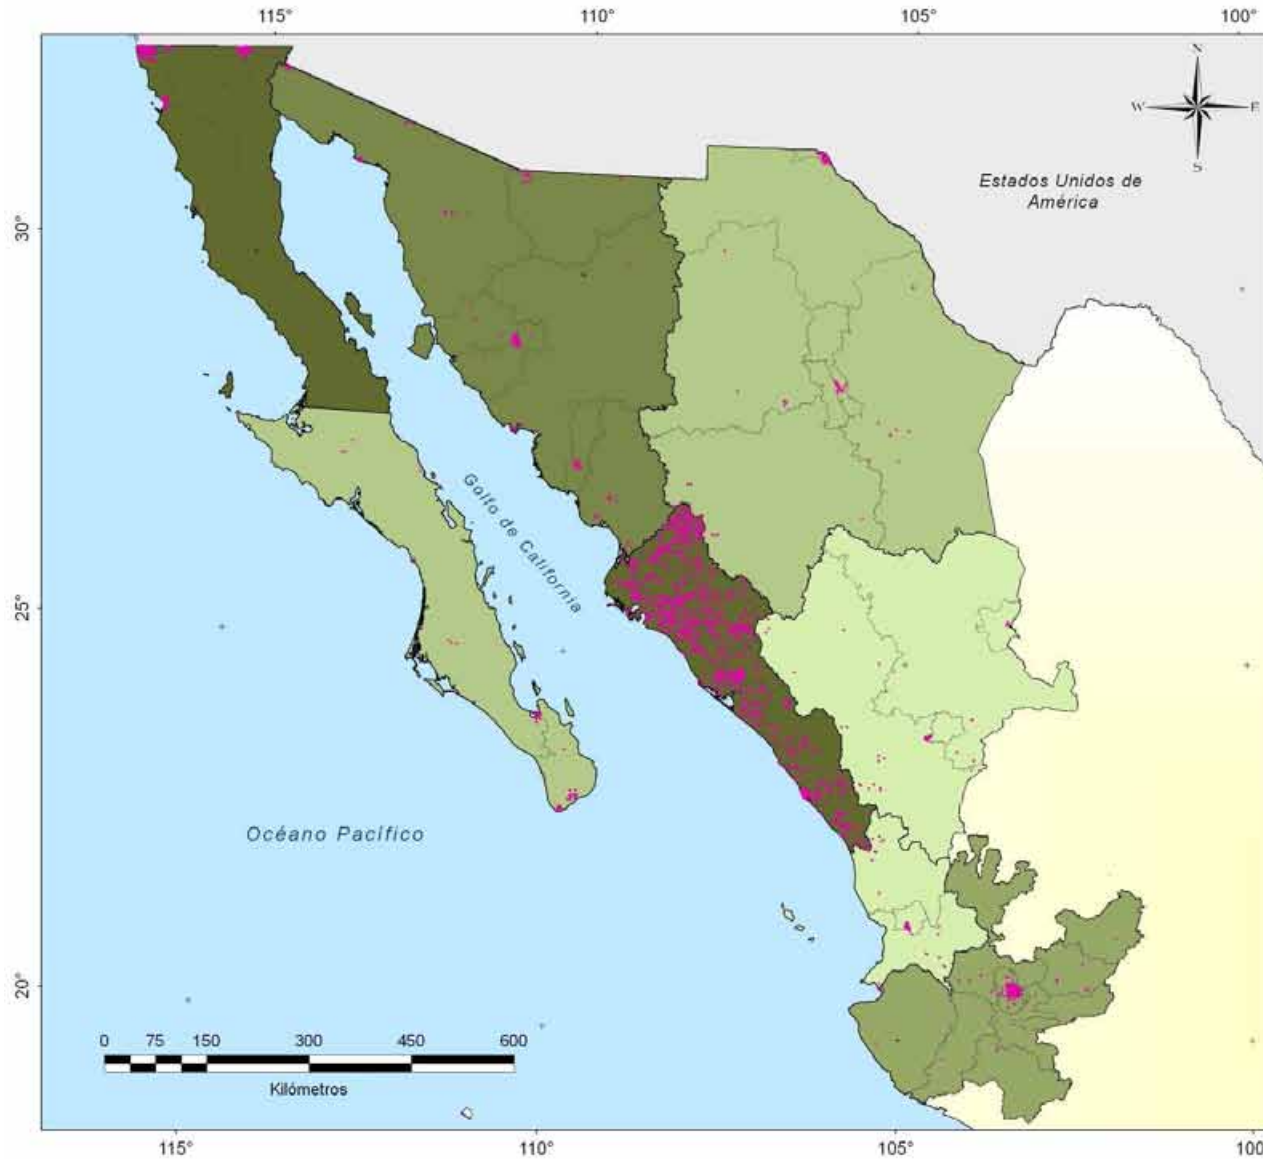 115°
110°
105°
100°
N
W
E
S
Estados Unidos de
América
30°
Golfo de California
25°
Océano Pacífico
20°
0
75
150
300
450
600
Kilómetros
115°
110°
105°
100